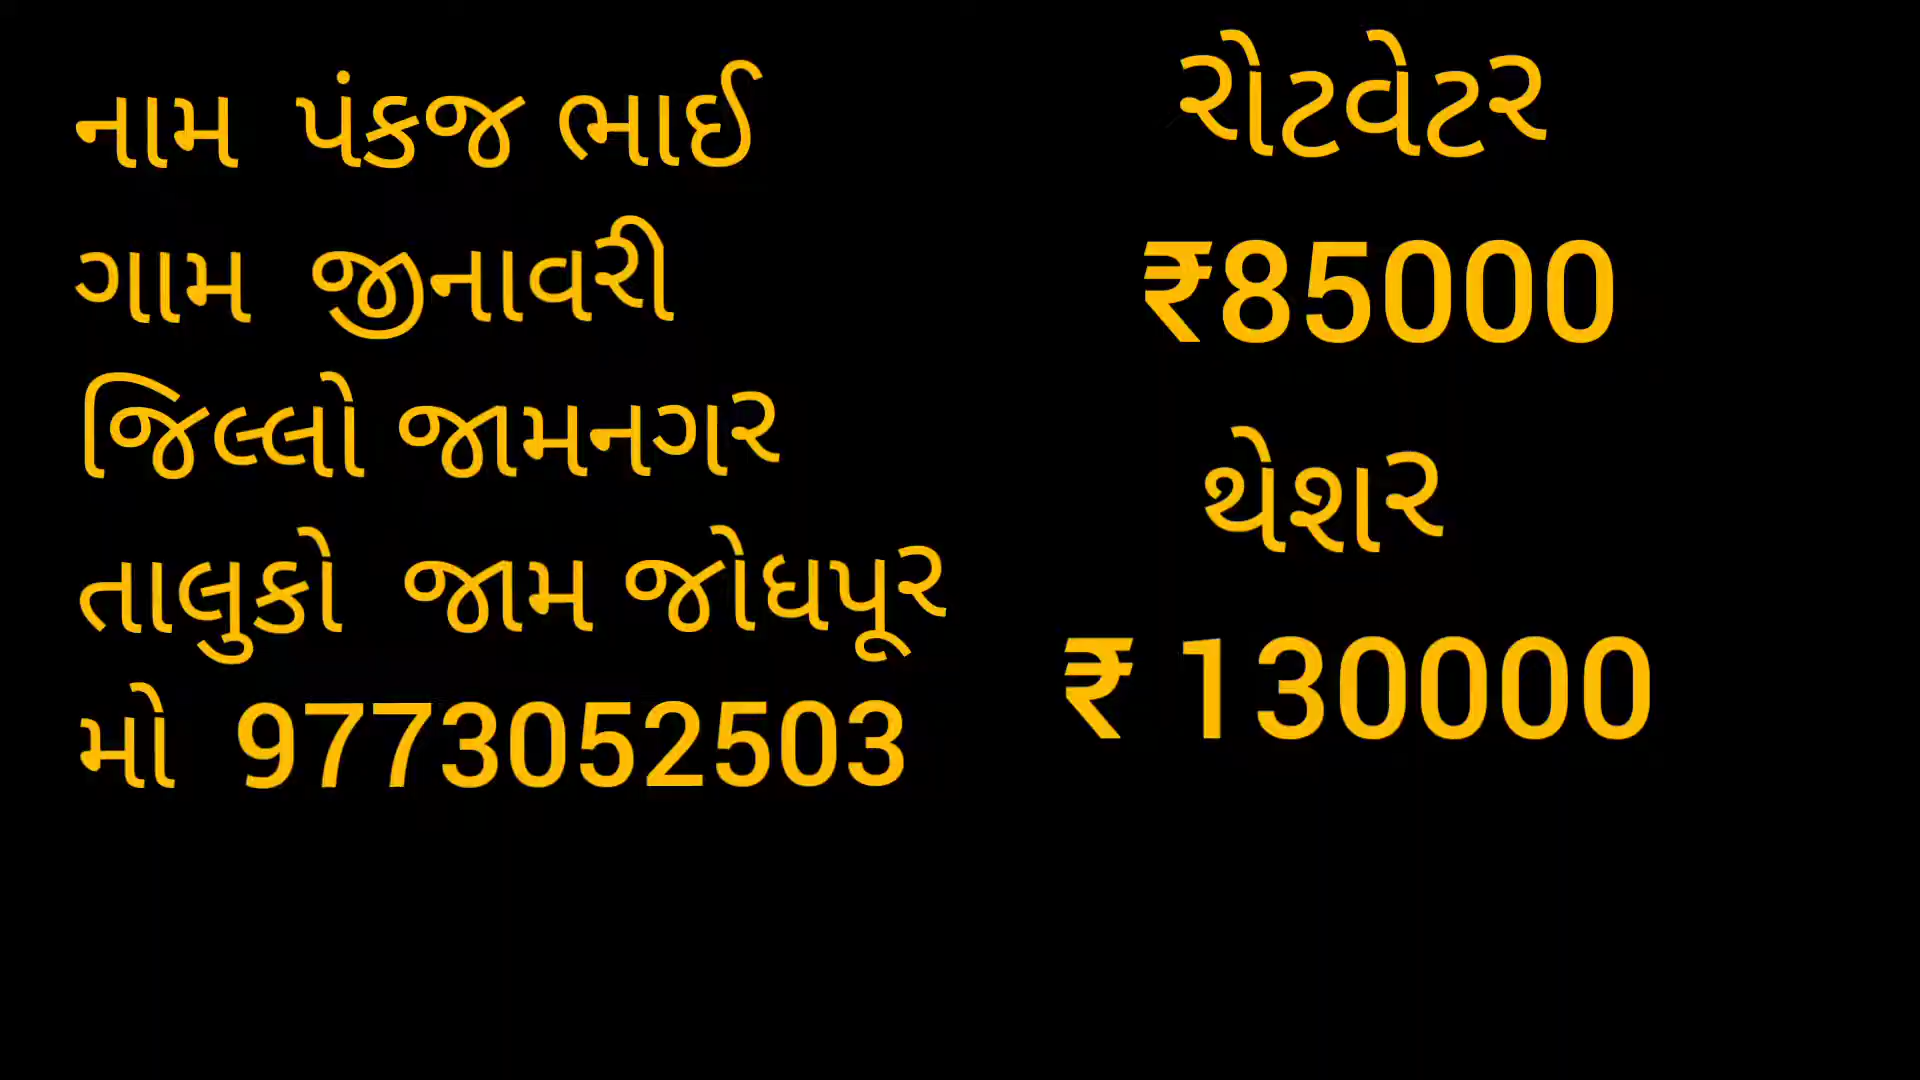 નામ પંકજ ભાઈ
ગામ જીનાવરી
જિલ્લો જામનગર
તાલુકો જામ જોધપૂર
મો 9773052503
રોટવેટર
₹85000
થેશર
₹ 130000